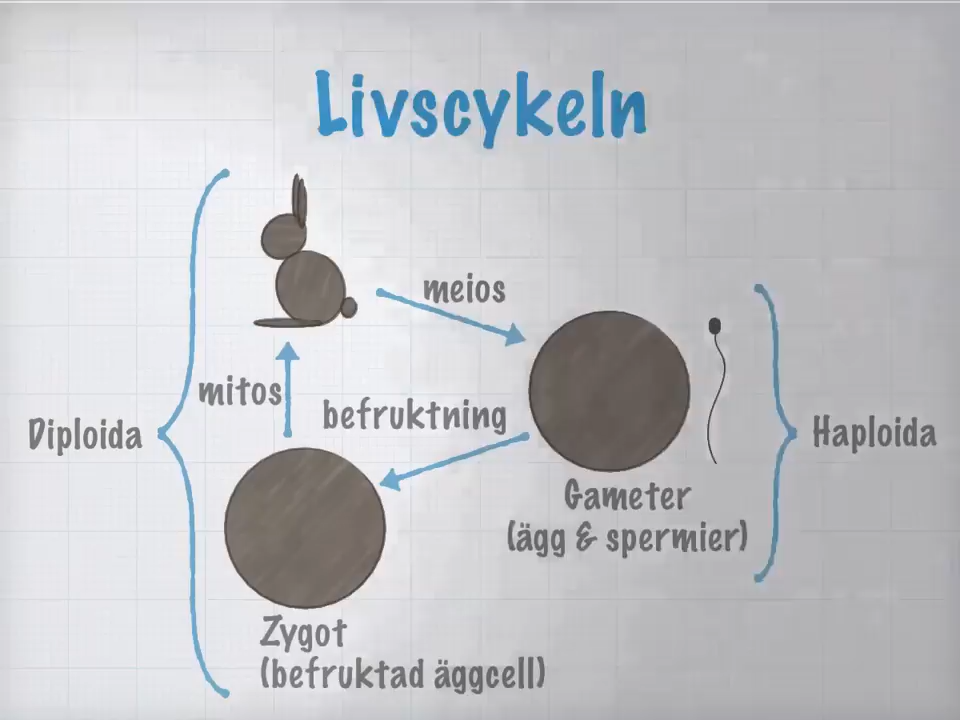 Livscykeln
meios
mitos
befruktning
Diploida
Haploida
Gameter
(ägg & spermier)
Zygot
(befruktad äggcell)